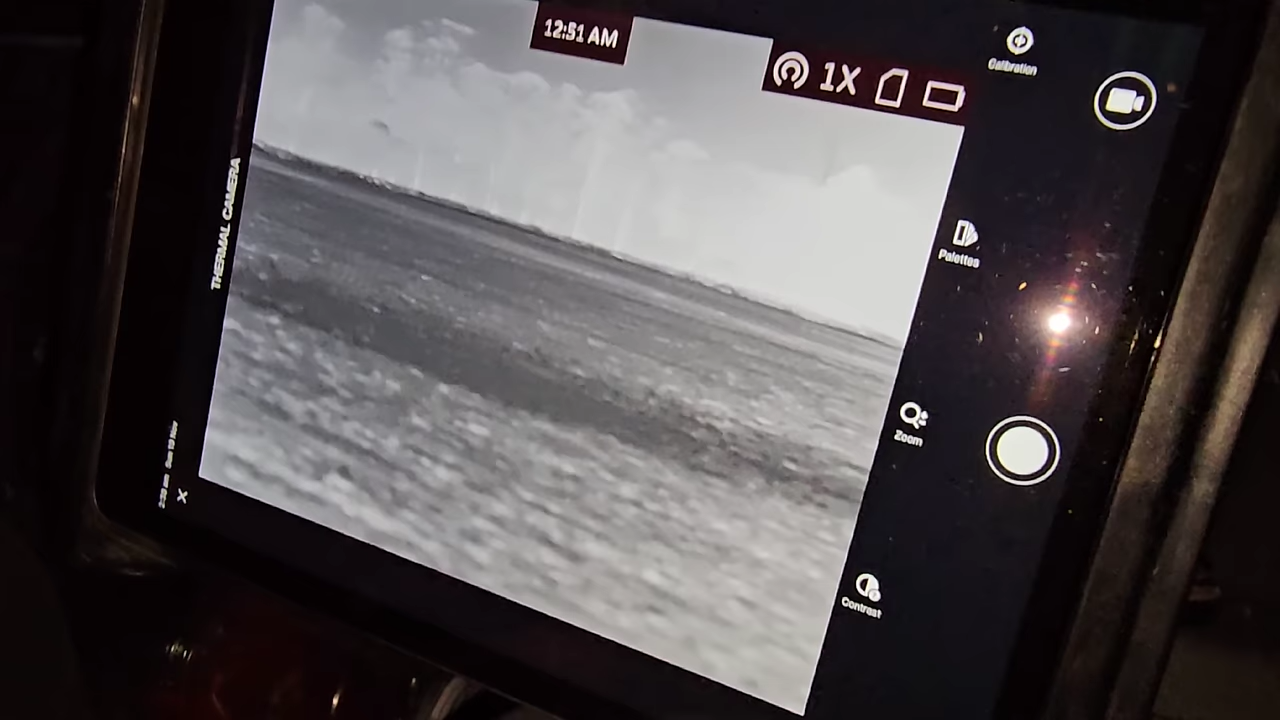 12:51 AM
1X
Calibration
Palettes
Zoom
Contrast
THERMAL CAMERA
X